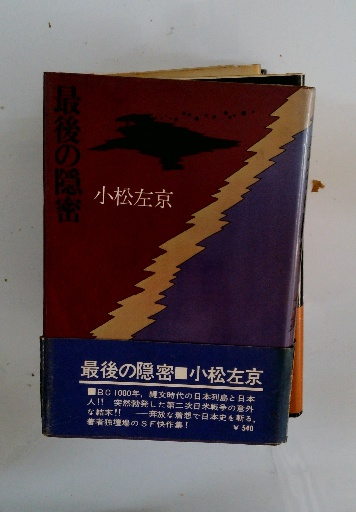 最後の隠密
小松左京
最後の隠密■小松左京
■BC1000年，縄文時代の日本列島と日本
人!! 突然勃発した第二次日米戦争の意外
な結末!! ──奔放な着想で日本史を斬る，
著者独壇場のSF快作集！
￥540